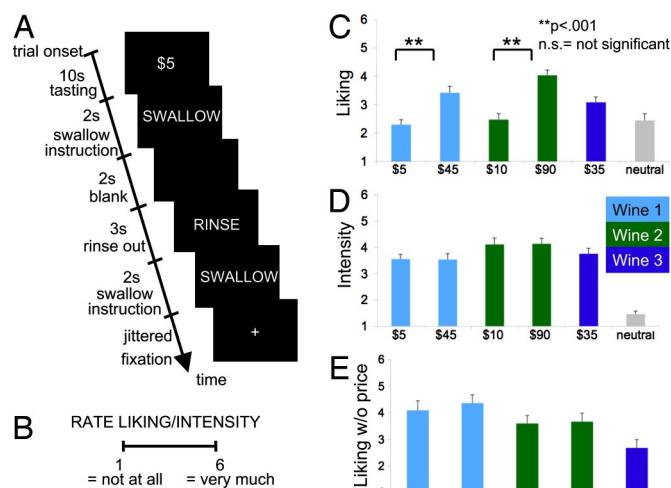 A
trial onset
$5
10s
tasting
2s
swallow
instruction
SWALLOW
2s
blank
3s
rinse out
RINSE
2s
swallow
instruction
SWALLOW
jittered
fixation
+
time
B
RATE LIKING/INTENSITY
1
6
= not at all
= very much
C
**p<.001
n.s.= not significant
**
**
Liking
6
5
4
3
2
1
$5 $45 $10 $90 $35 neutral
D
Intensity
6
5
4
3
2
1
$5 $45 $10 $90 $35 neutral
Wine 1
Wine 2
Wine 3
E
Liking w/o price
6
5
4
3
2